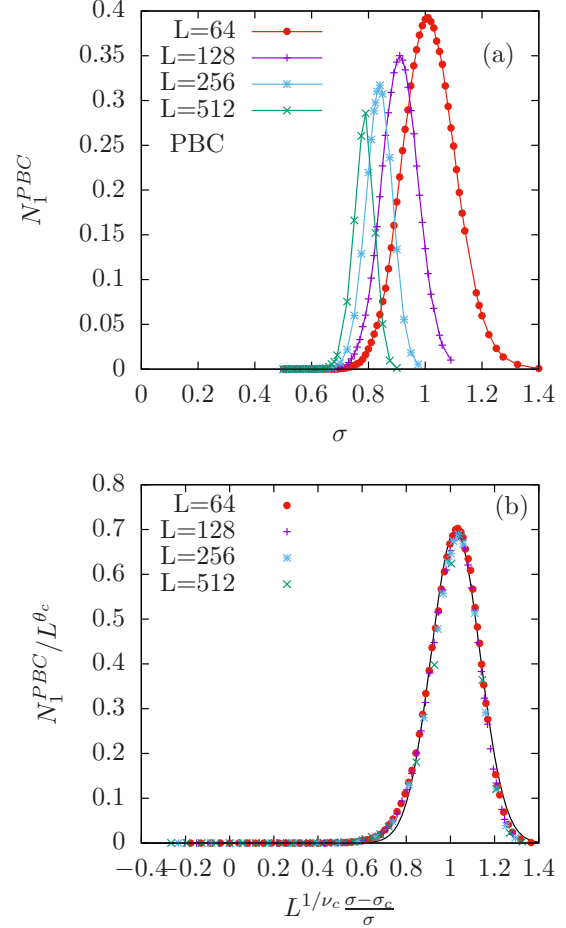 0.4
0.35
0.3
0.25
0.2
0.15
0.1
0.05
0
N_1^{PBC}
L=64
L=128
L=256
L=512
PBC
(a)
0 0.2 0.4 0.6 0.8 1 1.2 1.4
σ
0.8
0.7
0.6
0.5
0.4
0.3
0.2
0.1
0
N_1^{PBC}/L^{θ_c}
L=64
L=128
L=256
L=512
(b)
−0.4 −0.2 0 0.2 0.4 0.6 0.8 1 1.2 1.4
L^{1/ν_c} \frac{σ−σ_c}{σ}